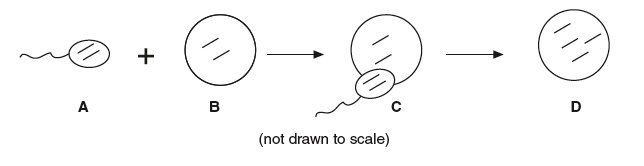 +
A B C D
(not drawn to scale)